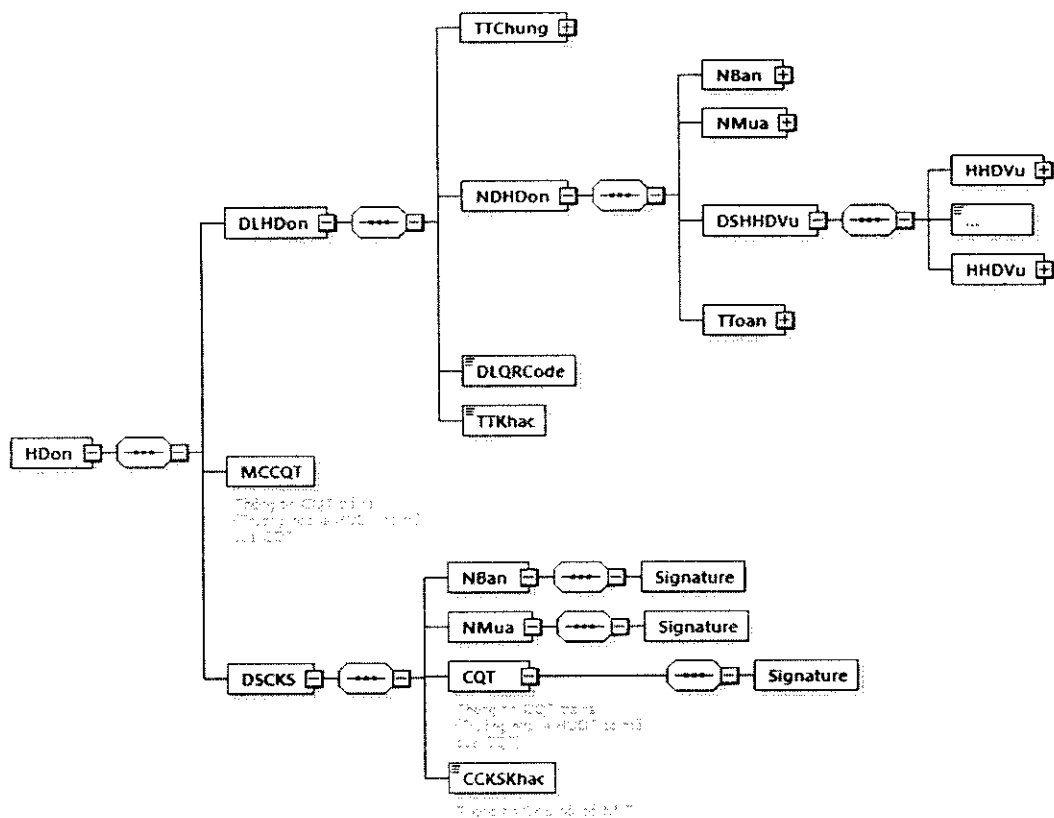 TTChung
NBan
NMua
HHDVu
NDHDon
DLHDon
DSHHDVu
...
HHDVu
TToan
DLQRCode
TTKhac
HDon
MCCQT
NBan
Signature
NMua
Signature
DSCKS
CQT
Signature
CCKSKhac